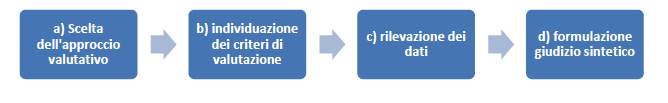 a) Scelta
dell'approccio
valutativo
b) individuazione
dei criteri di
valutazione
c) rilevazione dei
dati
d) formulazione
giudizio sintetico